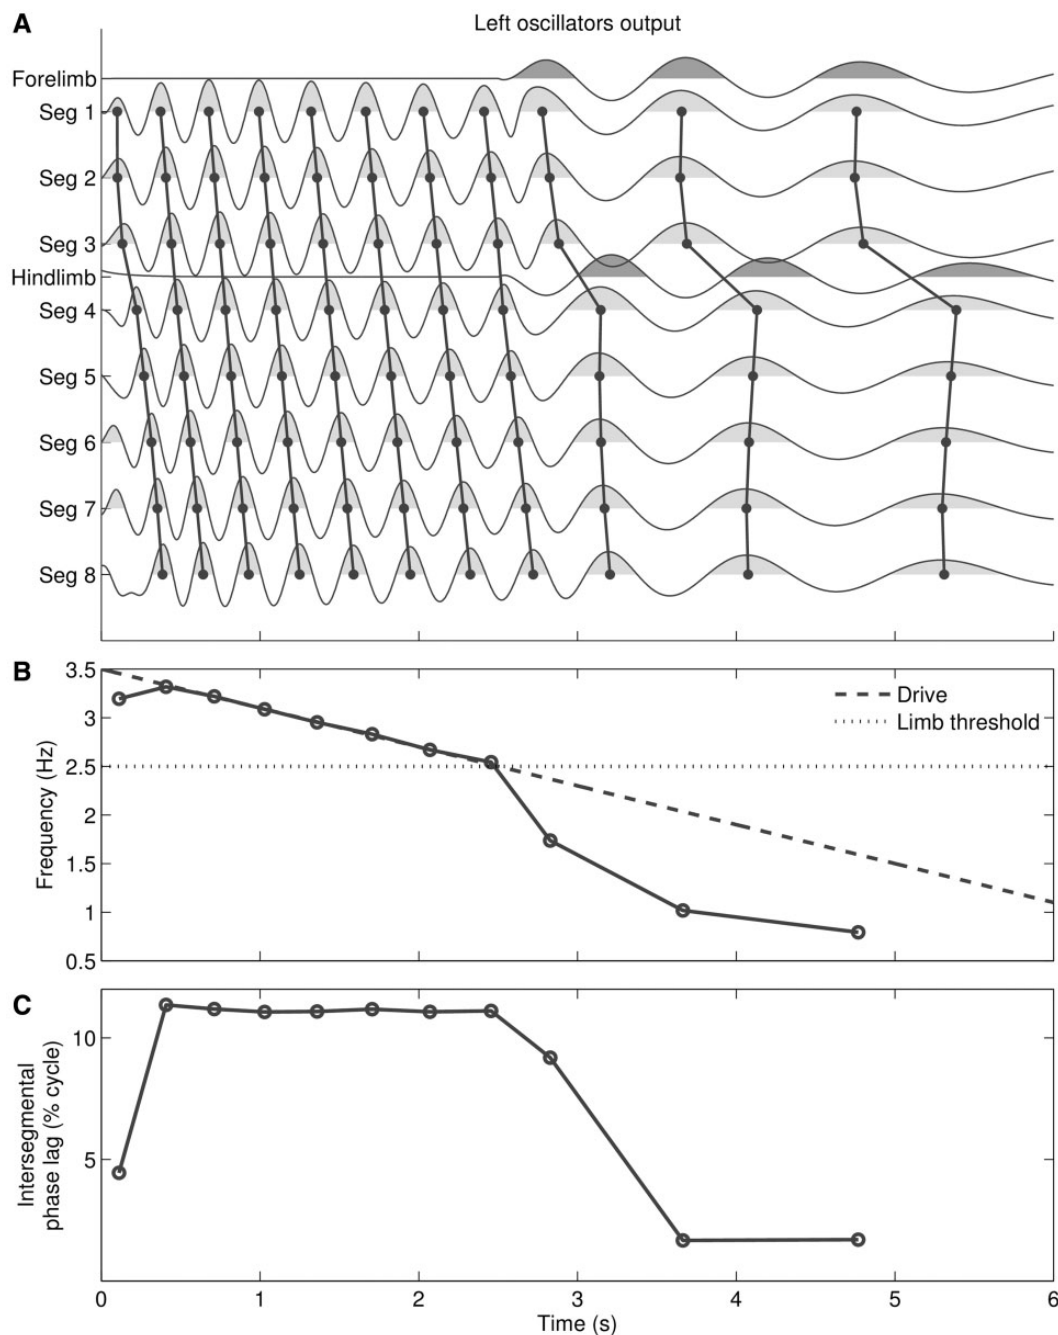 A
Left oscillators output
Forelimb
Seg 1
Seg 2
Seg 3
Hindlimb
Seg 4
Seg 5
Seg 6
Seg 7
Seg 8
B
3.5
3
2.5
2
1.5
1
0.5
Frequency (Hz)
Drive
Limb threshold
C
10
5
Intersegmental
phase lag (% cycle)
0 1 2 3 4 5 6
Time (s)